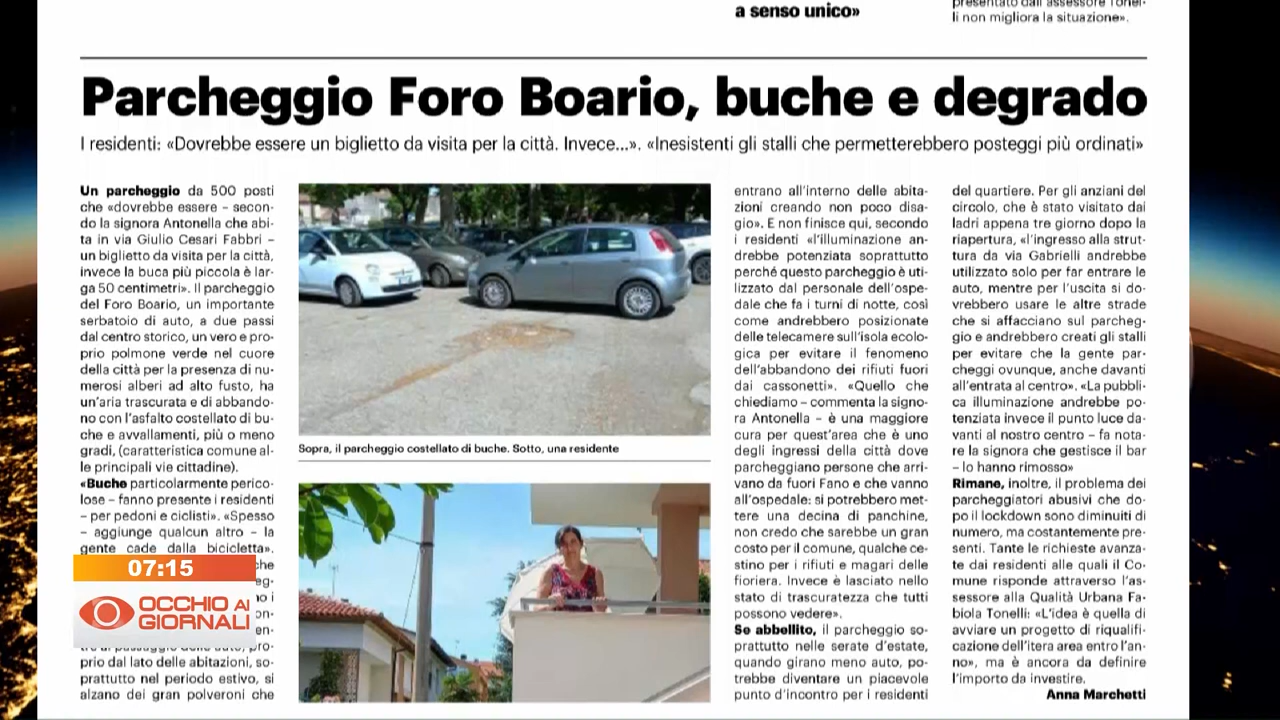 a senso unico»
presentato dall'assessore Tonel-
li non migliora la situazione».
Parcheggio Foro Boario, buche e degrado
I residenti: «Dovrebbe essere un biglietto da visita per la città. Invece...». «Inesistenti gli stalli che permetterebbero posteggi più ordinati»
Un parcheggio da 500 posti
che «dovrebbe essere – secon-
do la signora Antonella che abi-
ta in via Giulio Cesari Fabbri –
un biglietto da visita per la città,
invece la buca più piccola è lar-
ga 50 centimetri». Il parcheggio
del Foro Boario, un importante
serbatoio di auto, a due passi
dal centro storico, un vero e pro-
prio polmone verde nel cuore
della città per la presenza di nu-
merosi alberi ad alto fusto, ha
un'aria trascurata e di abbando-
no con l'asfalto costellato di bu-
che e avvallamenti, più o meno
gradi, (caratteristica comune al-
le principali vie cittadine).
«Buche particolarmente perico-
lose – fanno presente i residenti
– per pedoni e ciclisti». «Spesso
– aggiunge qualcun altro – la
gente cade dalla bicicletta».
che
eg-
no i
on-
en-
prio dal lato delle abitazioni, so-
prattutto nel periodo estivo, si
alzano dei gran polveroni che
07:15
OCCHIO AI
GIORNALI
Sopra, il parcheggio costellato di buche. Sotto, una residente
entrano all'interno delle abita-
zioni creando non poco disa-
gio». E non finisce qui, secondo
i residenti «l'illuminazione an-
drebbe potenziata soprattutto
perché questo parcheggio è uti-
lizzato dal personale dell'ospe-
dale che fa i turni di notte, così
come andrebbero posizionate
delle telecamere sull'isola ecolo-
gica per evitare il fenomeno
dell'abbandono dei rifiuti fuori
dai cassonetti». «Quello che
chiediamo – commenta la signo-
ra Antonella – è una maggiore
cura per quest'area che è uno
degli ingressi della città dove
parcheggiano persone che arri-
vano da fuori Fano e che vanno
all'ospedale: si potrebbero met-
tere una decina di panchine,
non credo che sarebbe un gran
costo per il comune, qualche ce-
stino per i rifiuti e magari delle
fioriera. Invece è lasciato nello
stato di trascuratezza che tutti
possono vedere».
Se abbellito, il parcheggio so-
prattutto nelle serate d'estate,
quando girano meno auto, po-
trebbe diventare un piacevole
punto d'incontro per i residenti
del quartiere. Per gli anziani del
circolo, che è stato visitato dai
ladri appena tre giorno dopo la
riapertura, «l'ingresso alla strut-
tura da via Gabrielli andrebbe
utilizzato solo per far entrare le
auto, mentre per l'uscita si do-
vrebbero usare le altre strade
che si affacciano sul parcheg-
gio e andrebbero creati gli stalli
per evitare che la gente par-
cheggi ovunque, anche davanti
all'entrata al centro». «La pubbli-
ca illuminazione andrebbe po-
tenziata invece il punto luce da-
vanti al nostro centro – fa nota-
re la signora che gestisce il bar
– lo hanno rimosso»
Rimane, inoltre, il problema dei
parcheggiatori abusivi che do-
po il lockdown sono diminuiti di
numero, ma costantemente pre-
senti. Tante le richieste avanza-
te dai residenti alle quali il Co-
mune risponde attraverso l'as-
sessore alla Qualità Urbana Fa-
biola Tonelli: «L'idea è quella di
avviare un progetto di riqualifi-
cazione dell'itera area entro l'an-
no», ma è ancora da definire
l'importo da investire.
Anna Marchetti